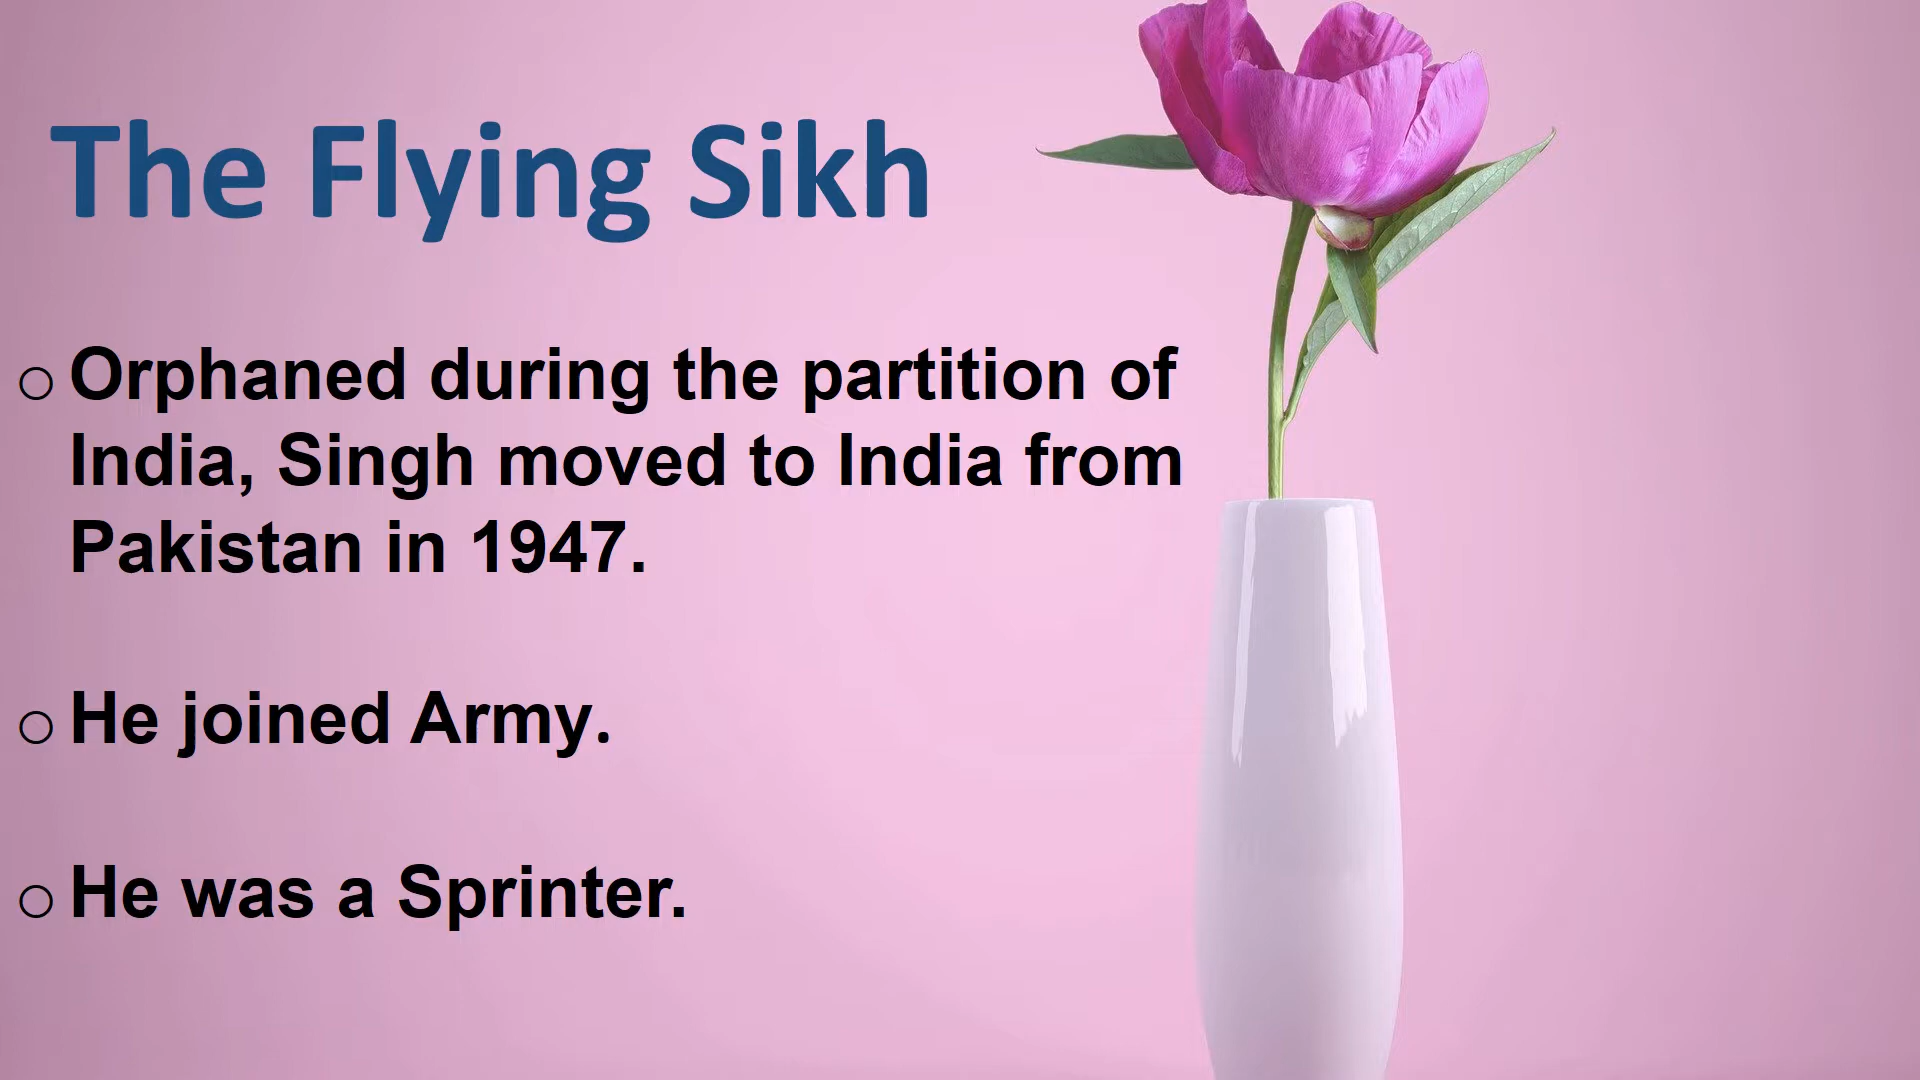 The Flying Sikh
○ Orphaned during the partition of
India, Singh moved to India from
Pakistan in 1947.
○ He joined Army.
○ He was a Sprinter.